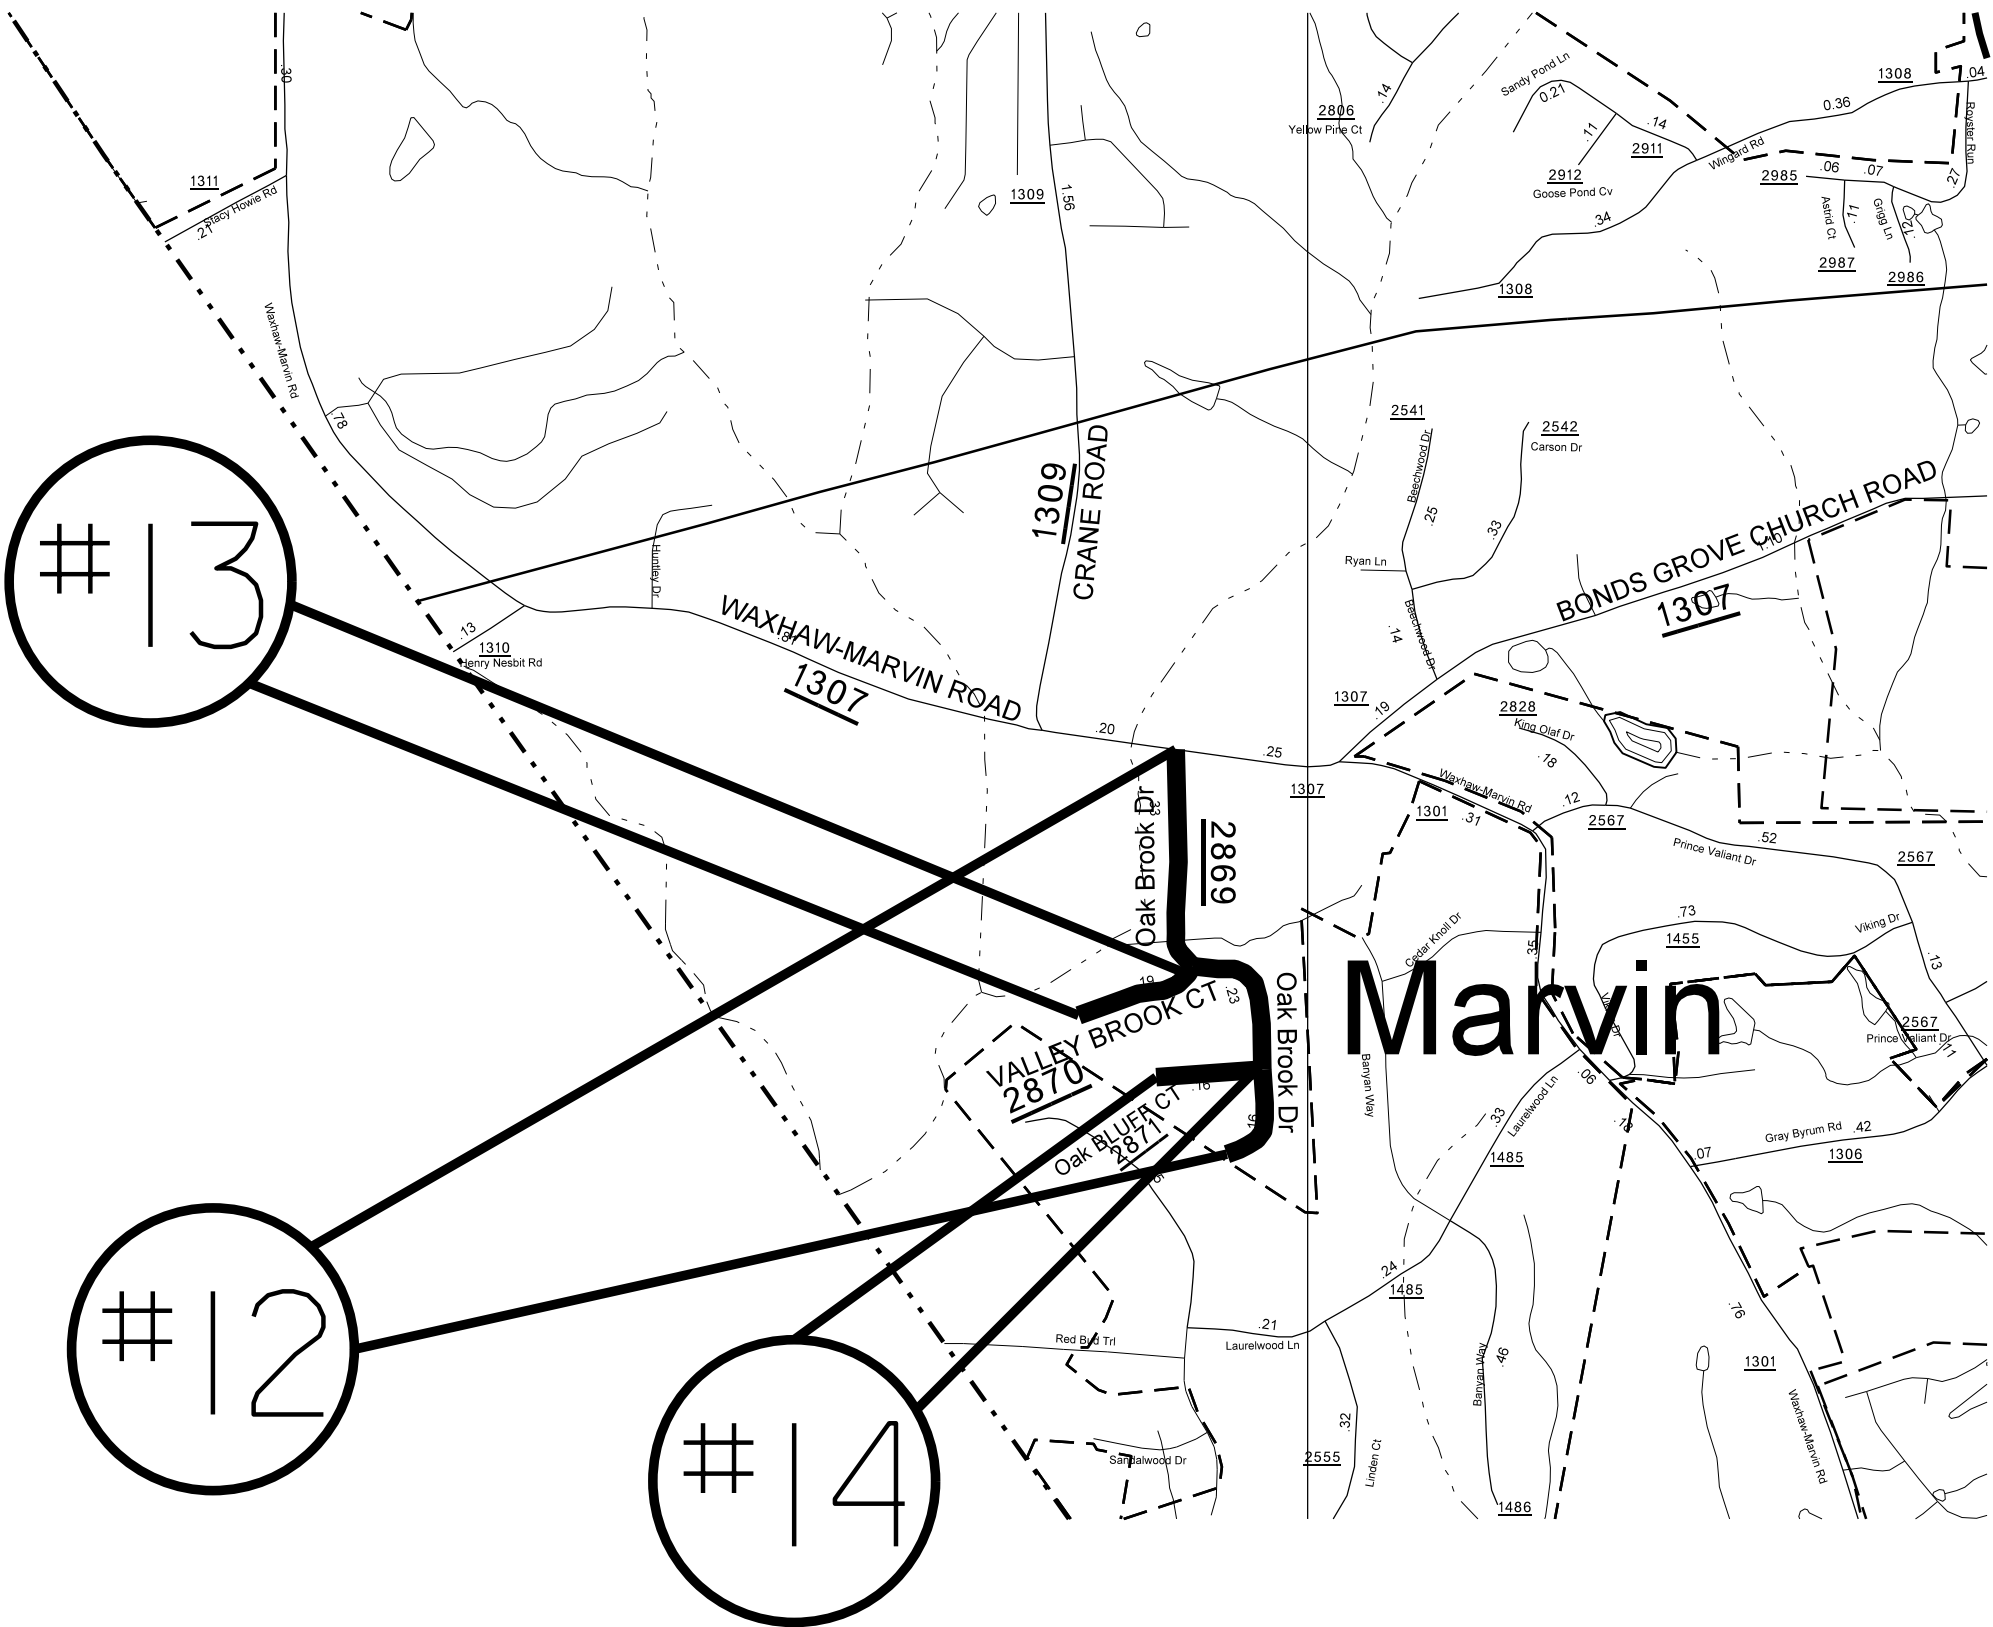 .30
1308
.04
Sandy Pond Ln
0.21
.14
0.36
2806
Yellow Pine Ct
.14
.11
2911
Wingard Rd
Royster Run
1311
Stacy Howie Rd
.21
1309
1.56
2912
Goose Pond Cv
2985
.06
.07
.27
.34
Astrid Ct
.11
Grigg Ln
.12
2987
2986
1308
Waxhaw-Marvin Rd
.78
2541
2542
Carson Dr
Beechwood Dr
.25
.33
1309
CRANE ROAD
BONDS GROVE CHURCH ROAD
1307
#13
Huntley Dr
Ryan Ln
Beechwood Dr
.14
.13
1310
Henry Nesbit Rd
WAXHAW-MARVIN ROAD
1307
.20
.25
1307
.19
2828
King Olaf Dr
.18
1307
Waxhaw-Marvin Rd
1301
.31
.12
2567
.52
Prince Valiant Dr
2567
Oak Brook Dr
.33
2869
.73
1455
Viking Dr
.13
Cedar Knoll Dr
.35
Marvin
.19
.23
VALLEY BROOK CT
2870
Oak Brook Dr
2567
Prince Valiant Dr
.11
Banyan Way
.06
Oak BLUFF CT
2871
.16
.33
Laurelwood Ln
1485
Gray Byrum Rd
.42
1306
.07
#12
.24
1485
.76
Red Bud Trl
.21
Laurelwood Ln
Banyan Way
.46
1301
Waxhaw-Marvin Rd
#14
.32
Linden Ct
Sandalwood Dr
2555
1486